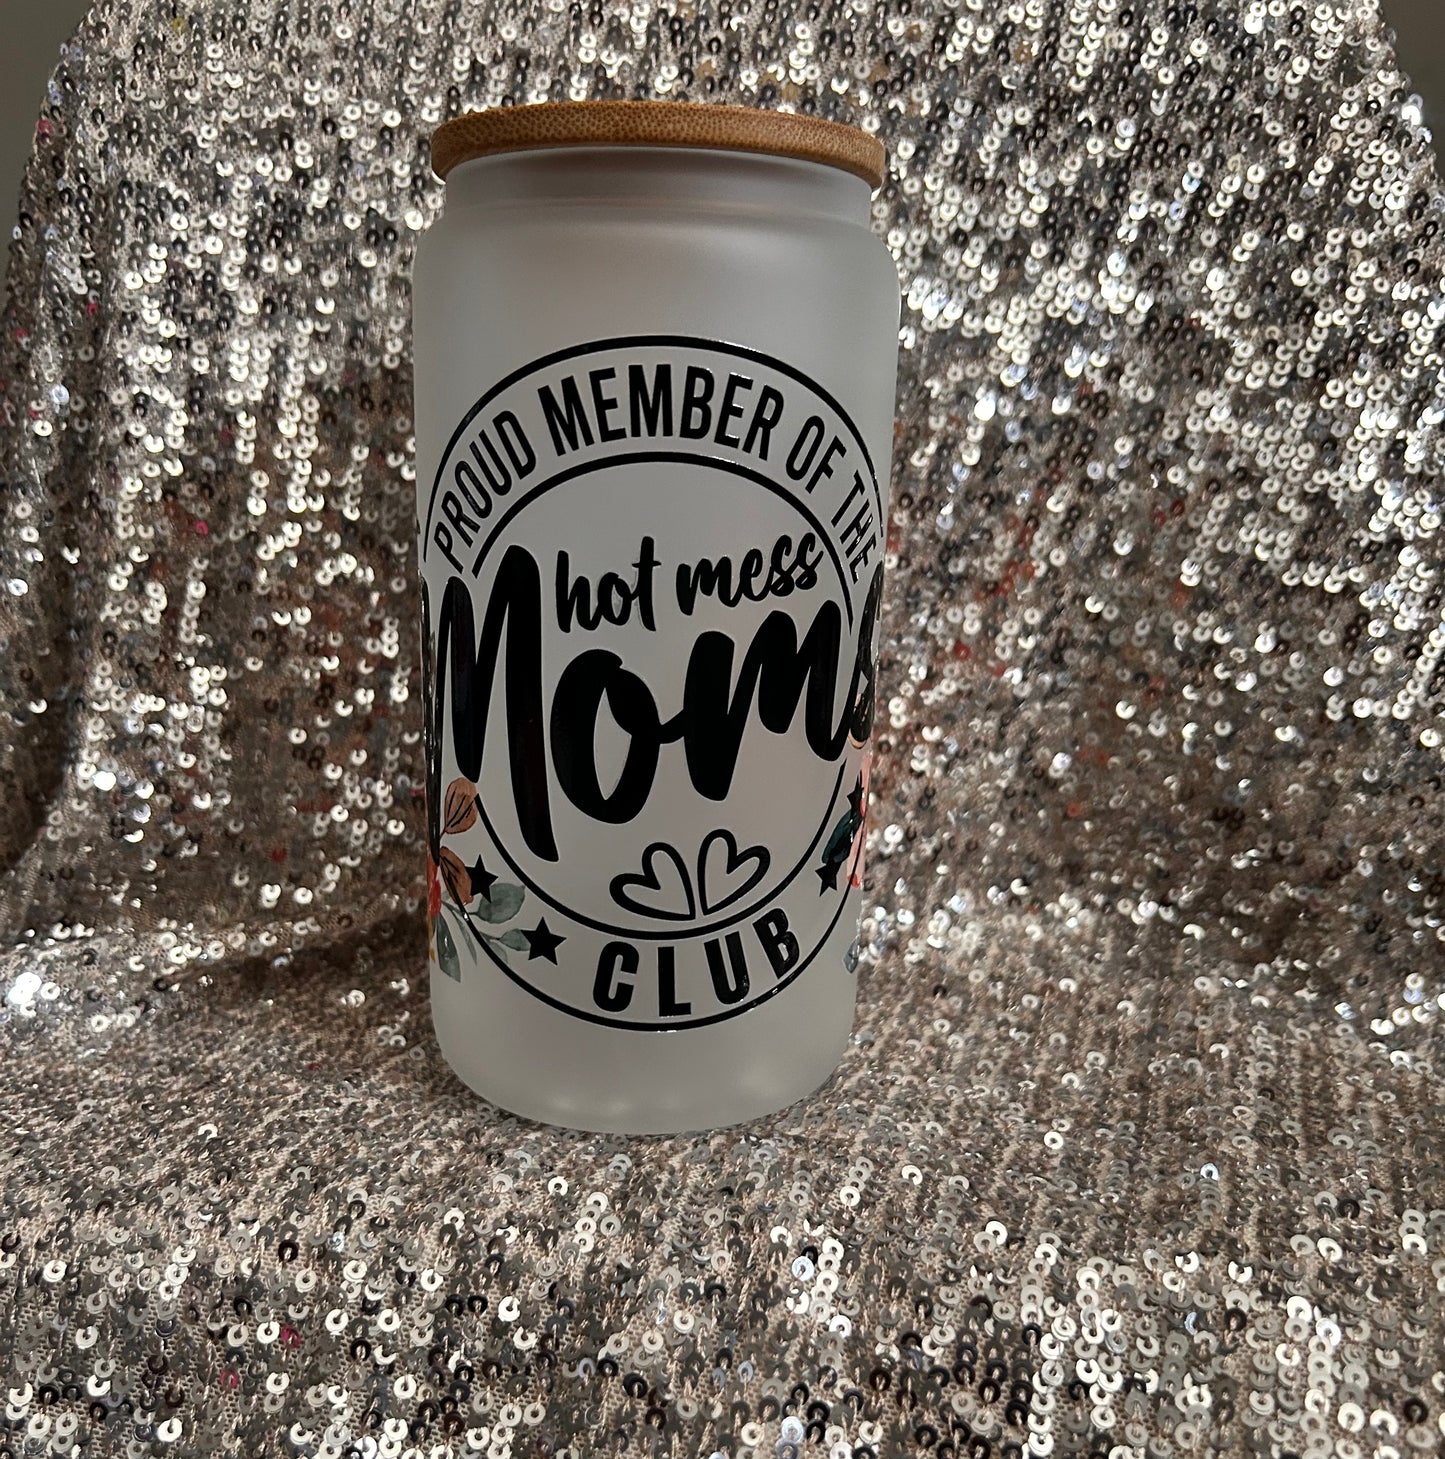 PROUD MEMBER OF THE
hot mess
Moms
CLUB